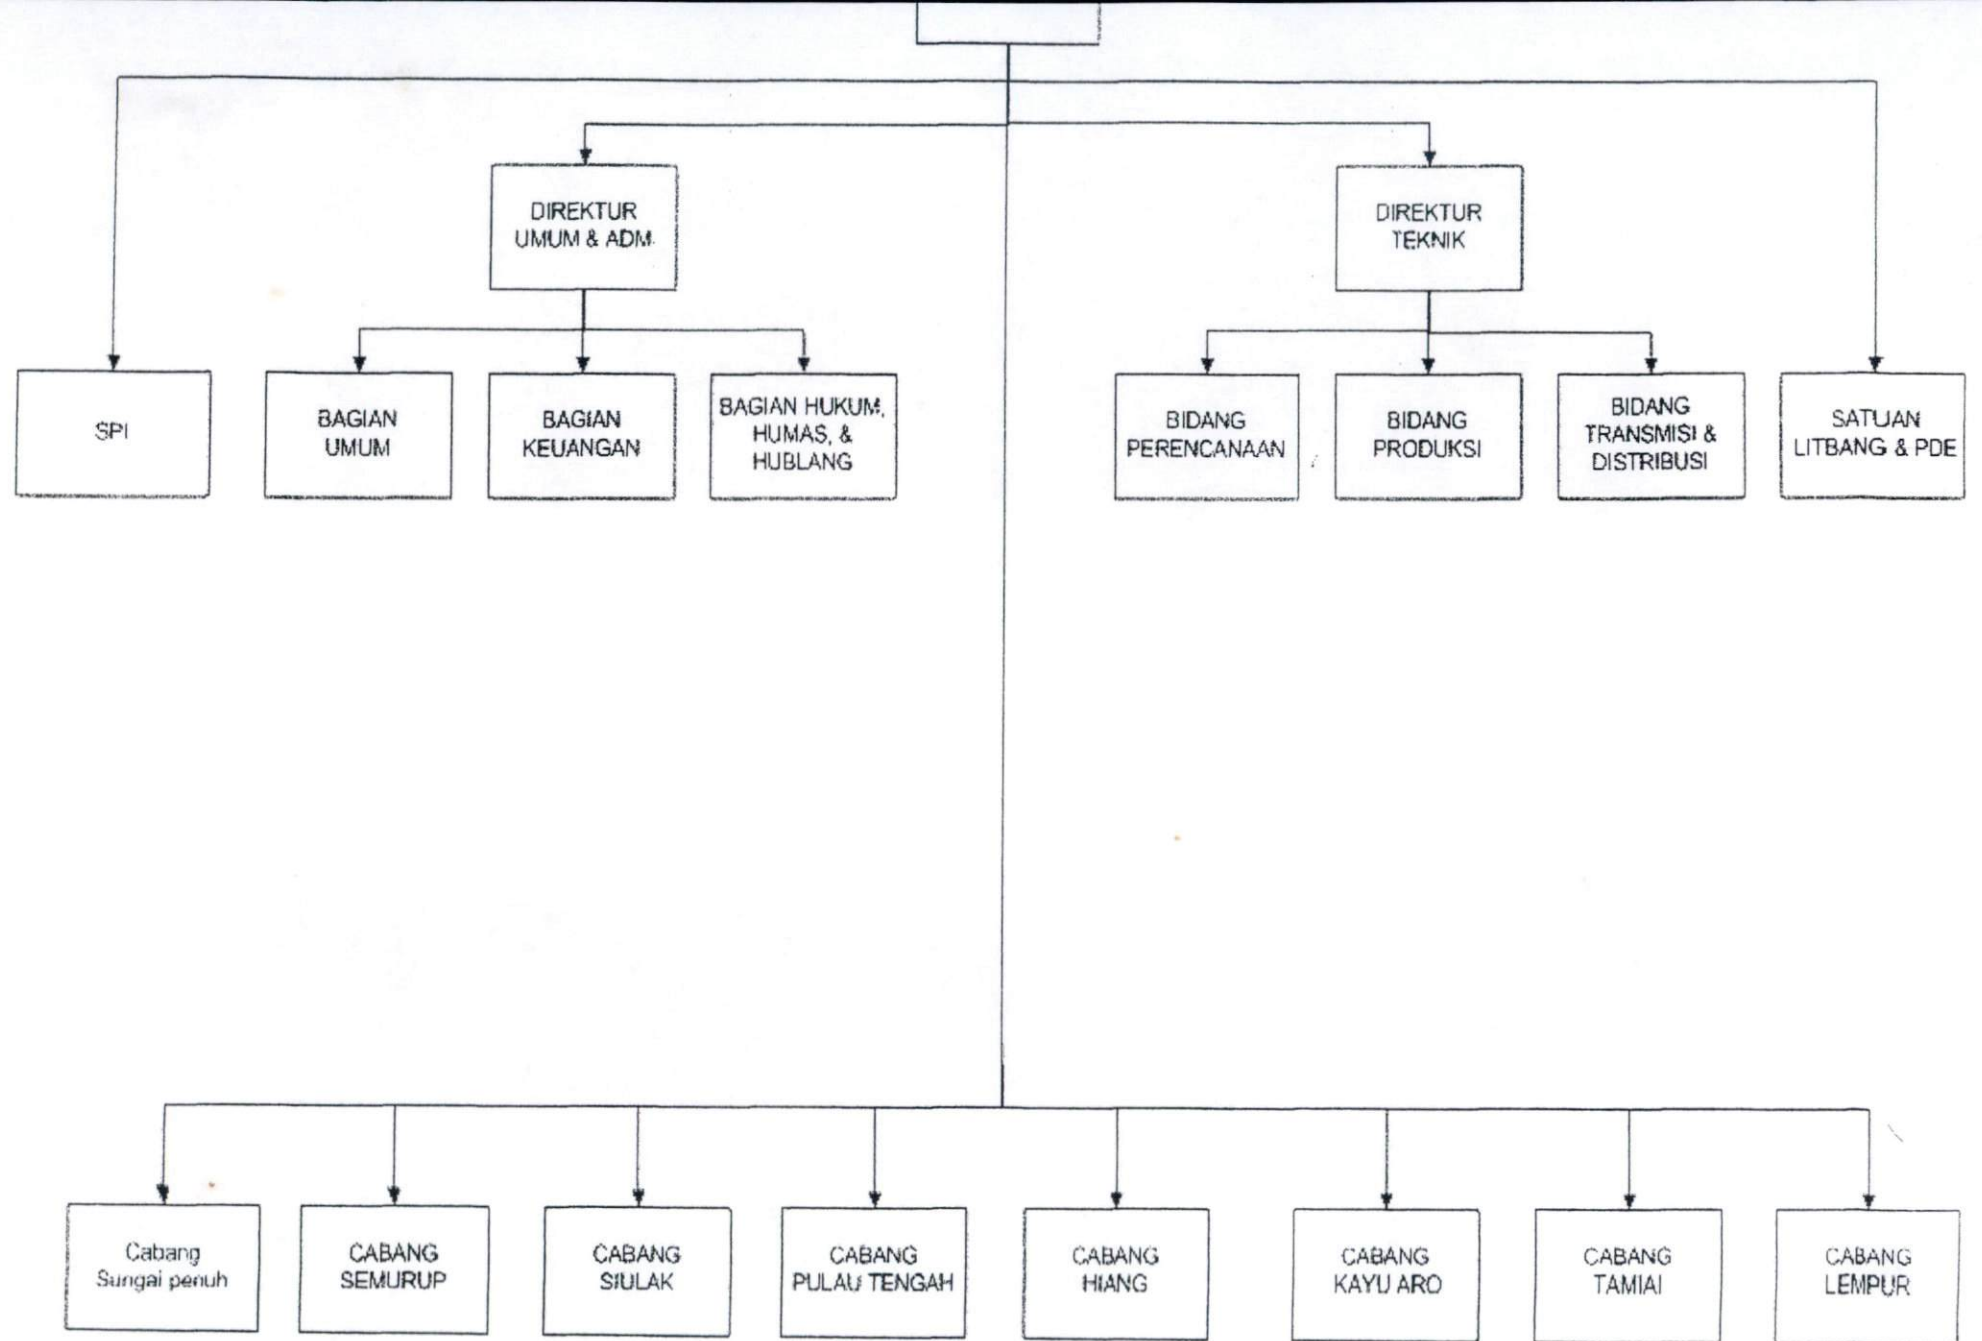 DIREKTUR
UMUM & ADM.
DIREKTUR
TEKNIK
SPI
BAGIAN
UMUM
BAGIAN
KEUANGAN
BAGIAN HUKUM,
HUMAS, &
HUBLANG
BIDANG
PERENCANAAN
BIDANG
PRODUKSI
BIDANG
TRANSMISI &
DISTRIBUSI
SATUAN
LITBANG & PDE
Cabang
Sungai penuh
CABANG
SEMURUP
CABANG
SIULAK
CABANG
PULAU TENGAH
CABANG
HIANG
CABANG
KAYU ARO
CABANG
TAMIAI
CABANG
LEMPUR